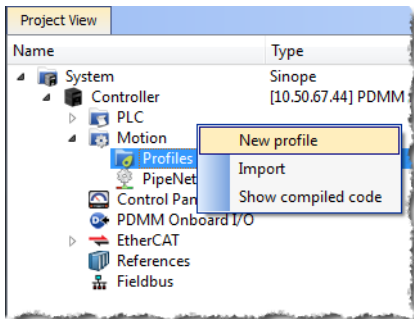 Project View
Name Type
System Sinope
Controller [10.50.67.44] PDMM
PLC
Motion
New profile
Profiles
Import
PipeNet
Show compiled code
Control Pan
PDMM Onboard I/O
EtherCAT
References
Fieldbus